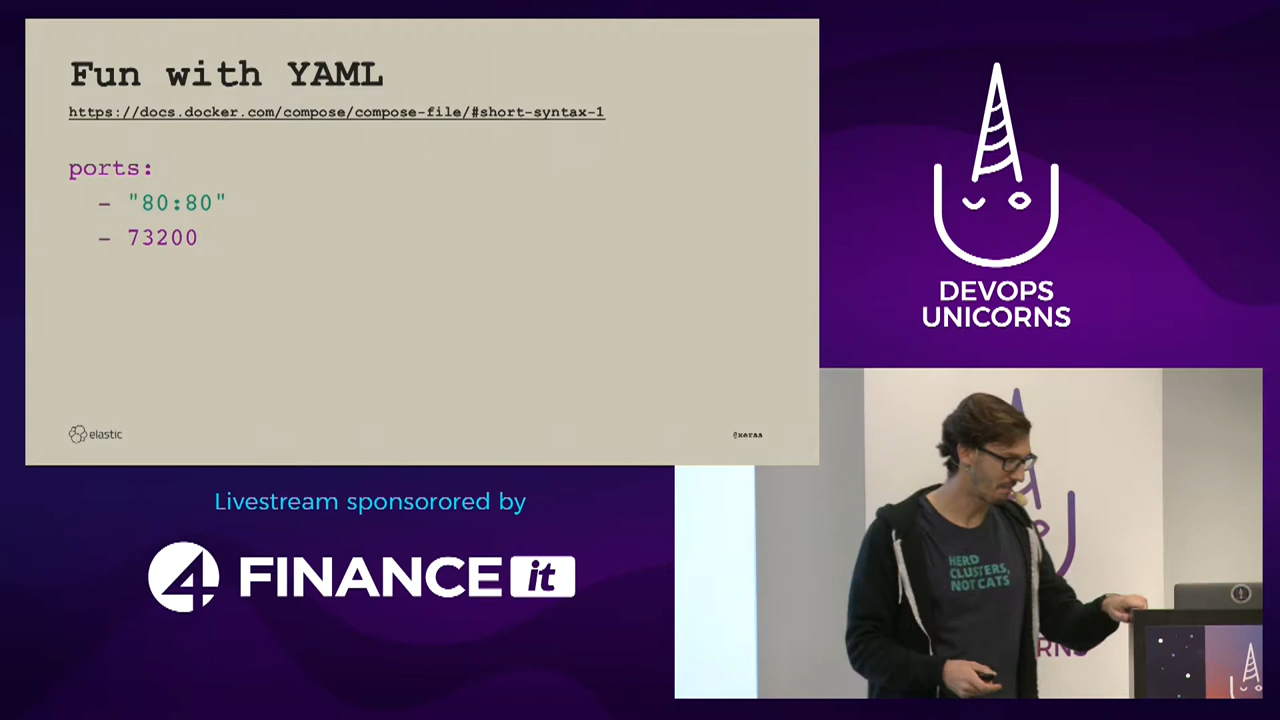 Fun with YAML
https://docs.docker.com/compose/compose-file/#short-syntax-1
ports:
- "80:80"
- 73200
elastic
@xeraa
DEVOPS
UNICORNS
Livestream sponsorored by
4FINANCE it
HERD
CLUSTERS,
NOT CATS
RNS